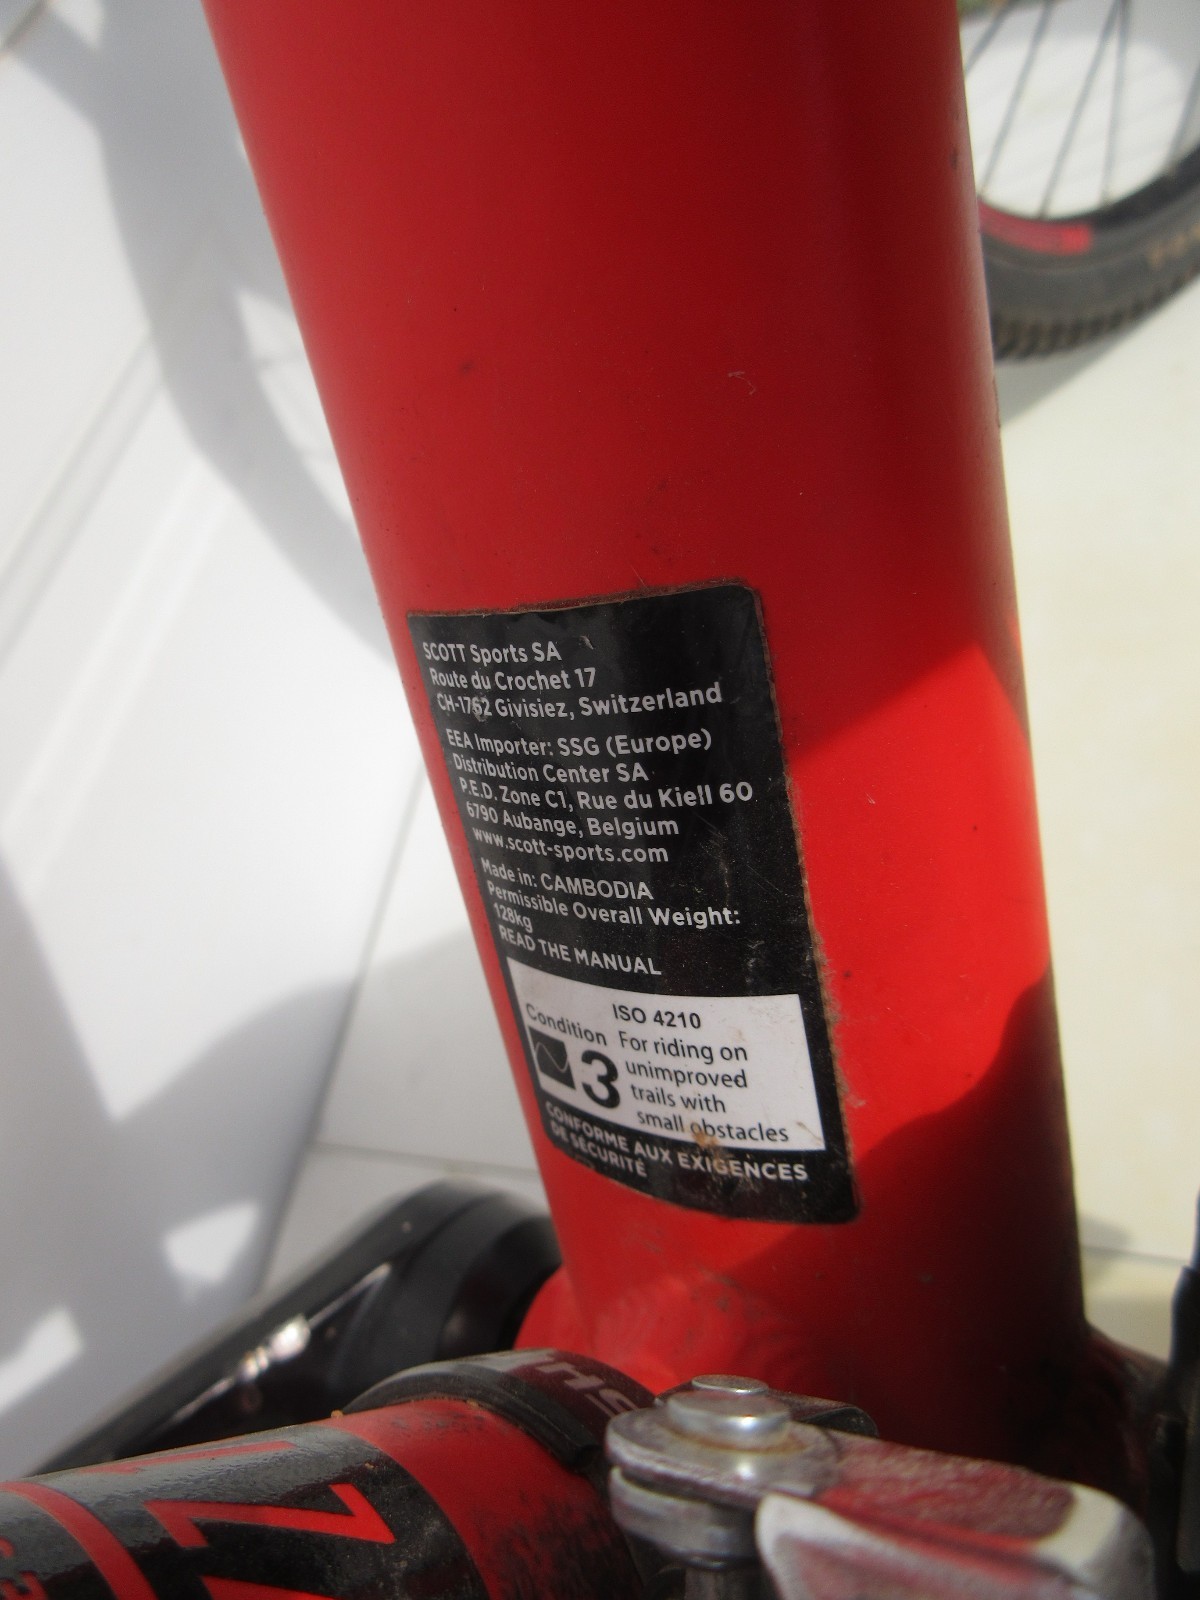 SCOTT Sports SA
Route du Crochet 17
CH-1762 Givisiez, Switzerland
EEA Importer: SSG (Europe)
Distribution Center SA
P.E.D. Zone C1, Rue du Kiell 60
6790 Aubange, Belgium
www.scott-sports.com
Made in: CAMBODIA
Permissible Overall Weight:
128kg
READ THE MANUAL
ISO 4210
Condition
3
For riding on
unimproved
trails with
small obstacles
CONFORME AUX EXIGENCES
DE SÉCURITÉ